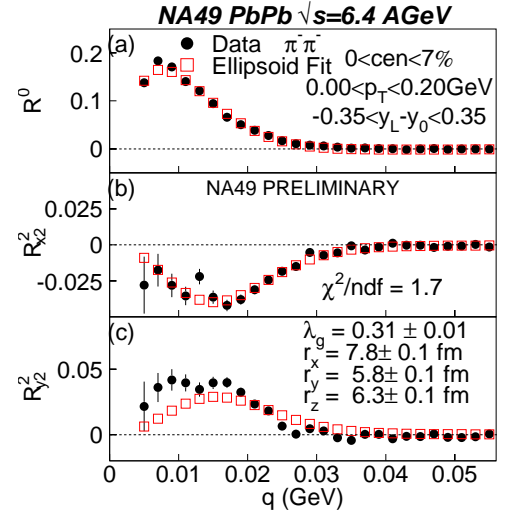 NA49 PbPb √s=6.4 AGeV
(a)
Data π⁻π⁻
Ellipsoid Fit
0<cen<7%
0.00<p_T<0.20GeV
-0.35<y_L-y_0<0.35
R⁰
0.2
0.1
0
(b)
NA49 PRELIMINARY
R²_x2
0.025
0
-0.025
χ²/ndf = 1.7
(c)
λ_g = 0.31 ± 0.01
r_x = 7.8± 0.1 fm
r_y = 5.8± 0.1 fm
r_z = 6.3± 0.1 fm
R²_y2
0.05
0
0 0.01 0.02 0.03 0.04 0.05
q (GeV)